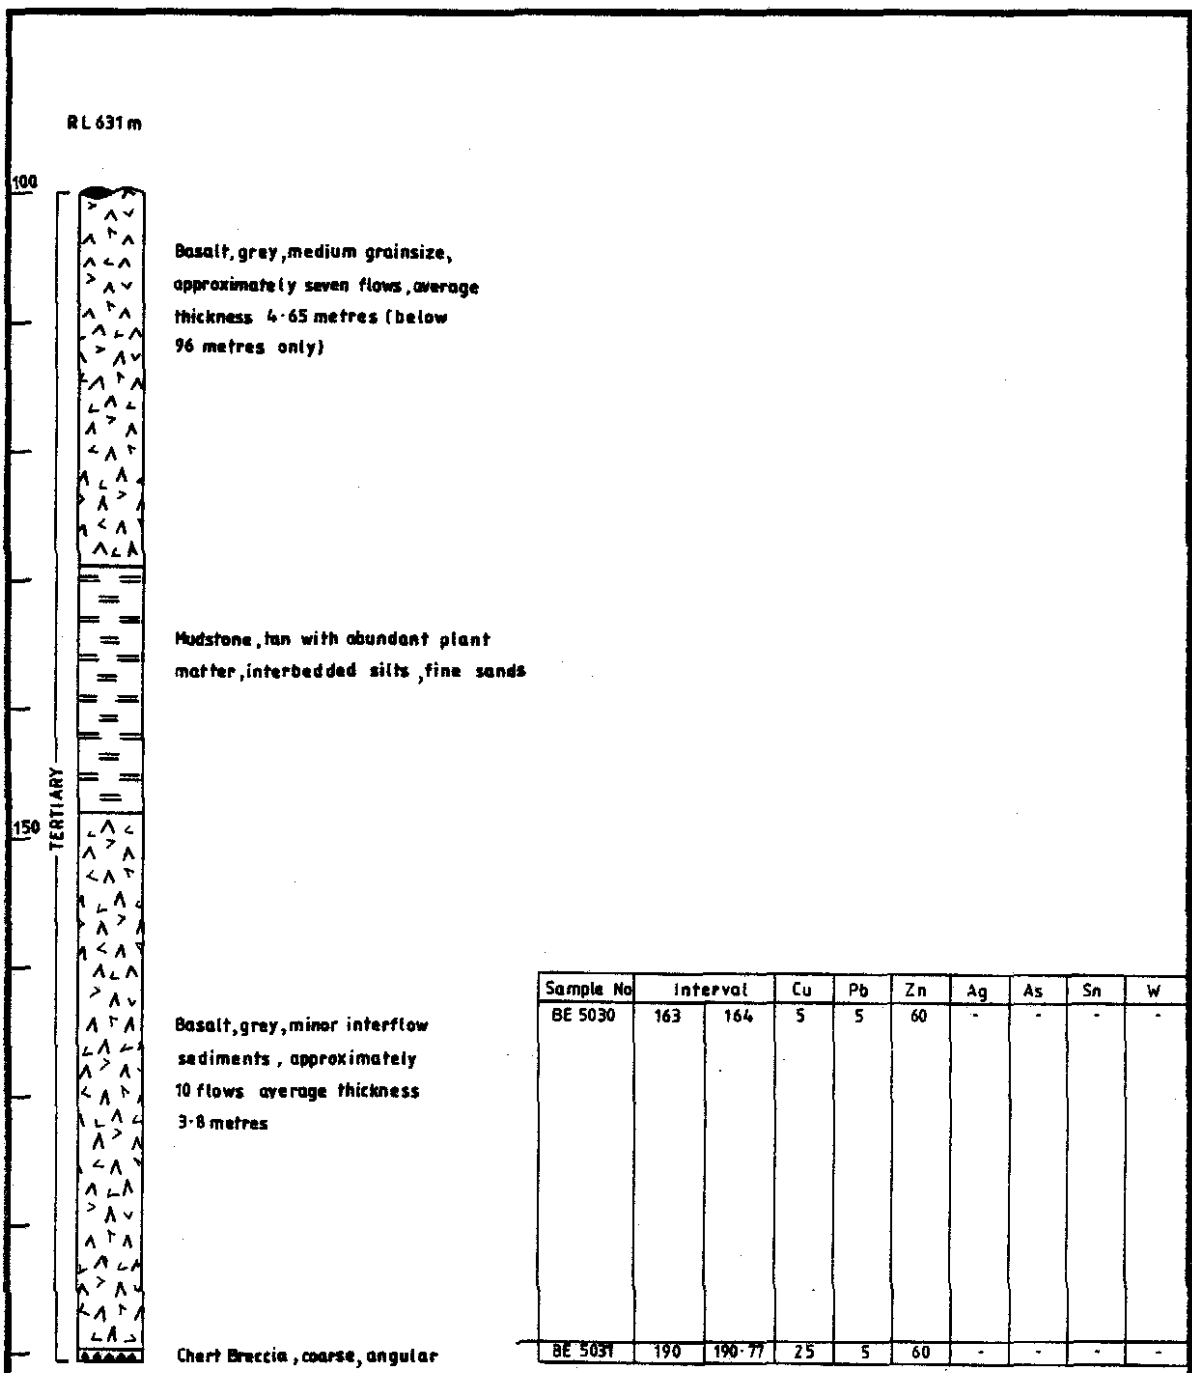 RL 631m
100
Basalt, grey, medium grainsize,
approximately seven flows, average
thickness 4·65 metres (below
96 metres only)
Mudstone, tan with abundant plant
matter, interbedded silts, fine sands
TERTIARY
150
Sample No Interval Cu Pb Zn Ag As Sn W
BE 5030 163 164 5 5 60 - - - -
Basalt, grey, minor interflow
sediments, approximately
10 flows average thickness
3·8 metres
Chert Breccia, coarse, angular
BE 5031 190 190·77 25 5 60 - - - -